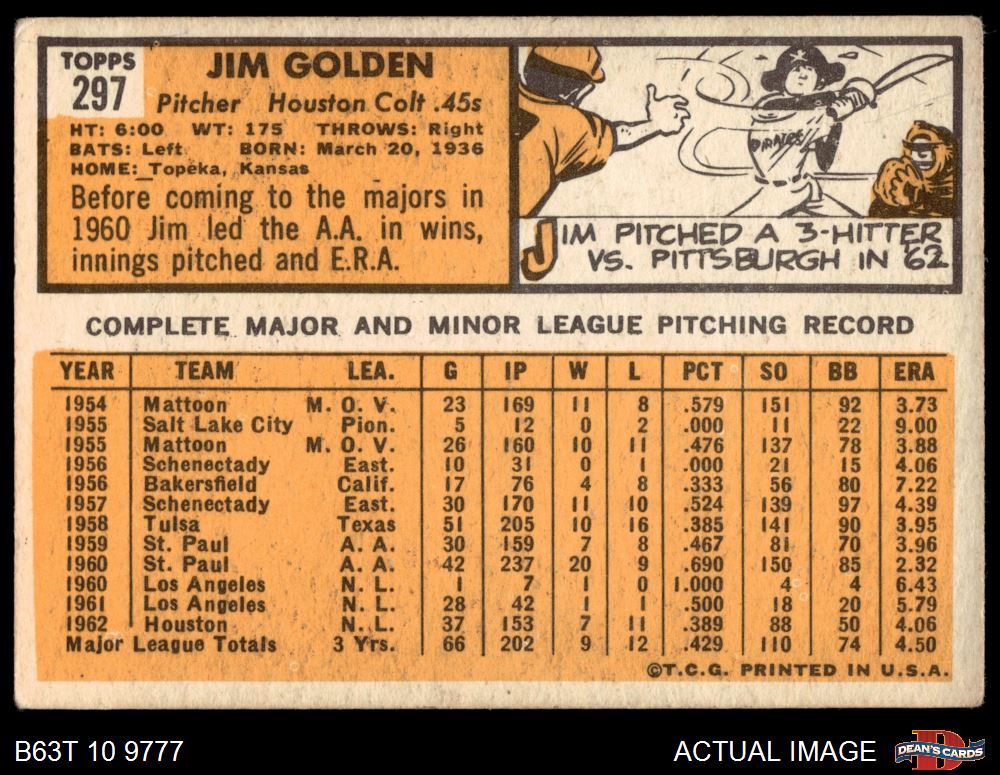 TOPPS
297
JIM GOLDEN
Pitcher Houston Colt .45s
HT: 6:00 WT: 175 THROWS: Right
BATS: Left BORN: March 20, 1936
HOME: Topeka, Kansas
Before coming to the majors in
1960 Jim led the A.A. in wins,
innings pitched and E.R.A.
PIRATES
JIM PITCHED A 3-HITTER
VS. PITTSBURGH IN '62
COMPLETE MAJOR AND MINOR LEAGUE PITCHING RECORD
YEAR TEAM LEA. G IP W L PCT SO BB ERA
1954 Mattoon M. O. V. 23 169 11 8 .579 151 92 3.73
1955 Salt Lake City Pion. 5 12 0 2 .000 11 22 9.00
1955 Mattoon M. O. V. 26 160 10 11 .476 137 78 3.88
1956 Schenectady East. 10 31 0 1 .000 21 15 4.06
1956 Bakersfield Calif. 17 76 4 8 .333 56 80 7.22
1957 Schenectady East. 30 170 11 10 .524 139 97 4.39
1958 Tulsa Texas 51 205 10 16 .385 141 90 3.95
1959 St. Paul A. A. 30 159 7 8 .467 81 70 3.96
1960 St. Paul A. A. 42 237 20 9 .690 150 85 2.32
1960 Los Angeles N. L. 1 7 1 0 1.000 4 4 6.43
1961 Los Angeles N. L. 28 42 1 1 .500 18 20 5.79
1962 Houston N. L. 37 153 7 11 .389 88 50 4.06
Major League Totals 3 Yrs. 66 202 9 12 .429 110 74 4.50
©T.C.G. PRINTED IN U.S.A.
B63T 10 9777
ACTUAL IMAGE
DEAN'S CARDS